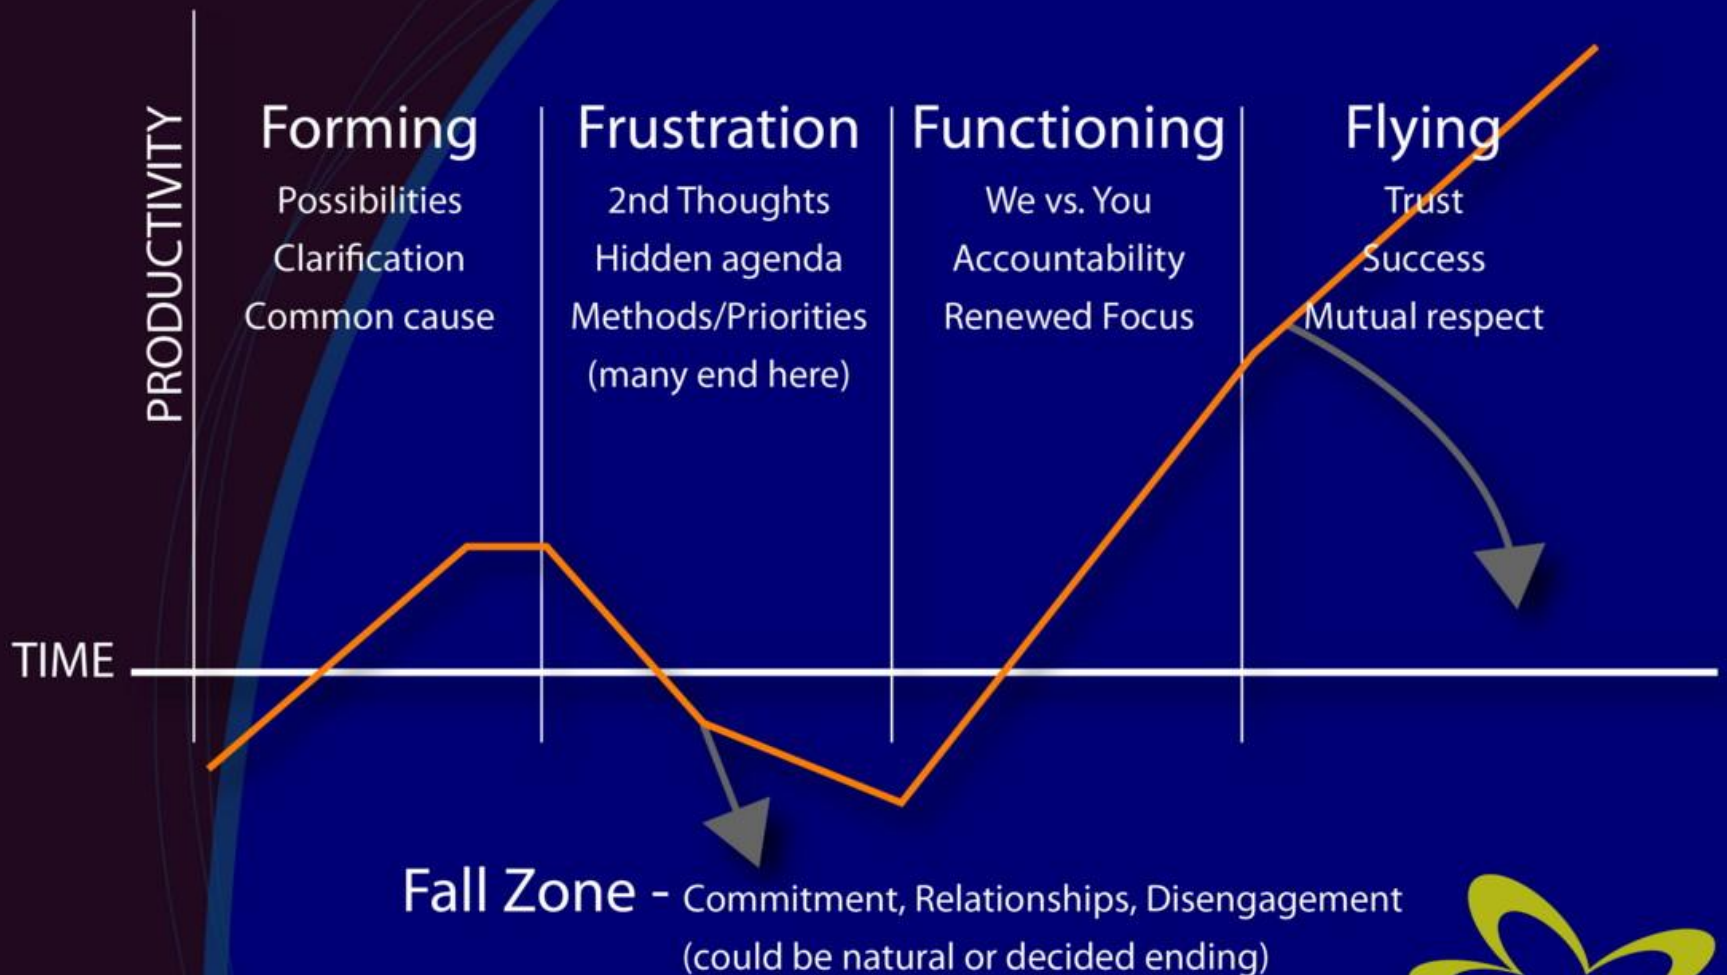 PRODUCTIVITY
Forming
Possibilities
Clarification
Common cause
Frustration
2nd Thoughts
Hidden agenda
Methods/Priorities
(many end here)
Functioning
We vs. You
Accountability
Renewed Focus
Flying
Trust
Success
Mutual respect
TIME
Fall Zone - Commitment, Relationships, Disengagement
(could be natural or decided ending)